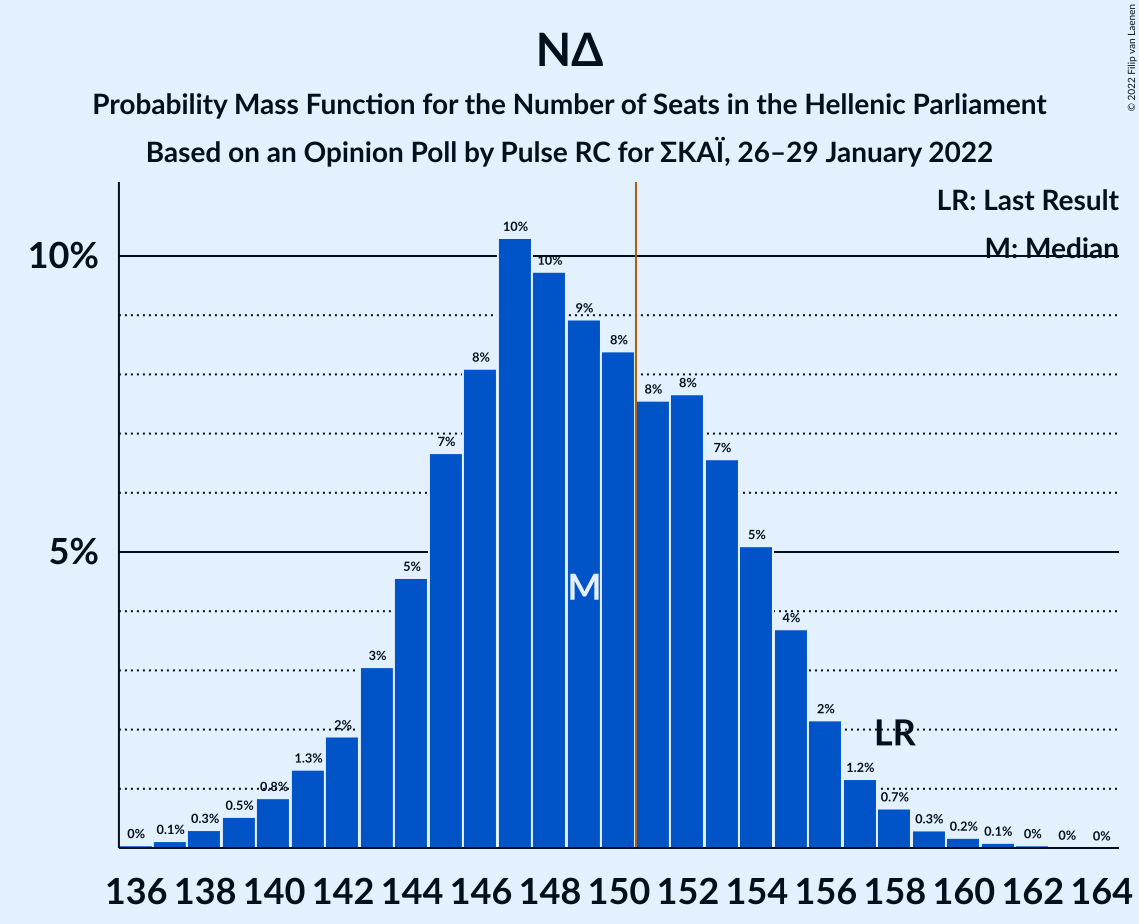 ΝΔ
Probability Mass Function for the Number of Seats in the Hellenic Parliament
Based on an Opinion Poll by Pulse RC for ΣΚΑΪ, 26–29 January 2022
© 2022 Filip van Laenen
LR: Last Result
M: Median
10%
5%
0% 0.1% 0.3% 0.5% 0.8% 1.3% 2% 3% 5% 7% 8% 10% 10% 9% 8% 8% 8% 7% 5% 4% 2% 1.2% 0.7% 0.3% 0.2% 0.1% 0% 0% 0%
M
LR
136 138 140 142 144 146 148 150 152 154 156 158 160 162 164